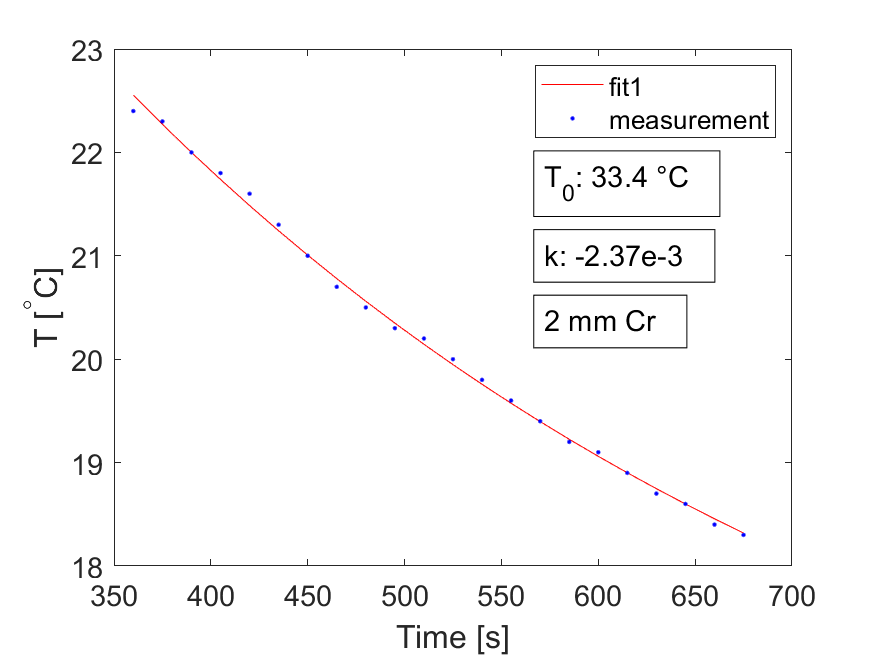 23
22
21
20
19
18
350 400 450 500 550 600 650 700
T [°C]
Time [s]
fit1
measurement
T₀: 33.4 °C
k: -2.37e-3
2 mm Cr